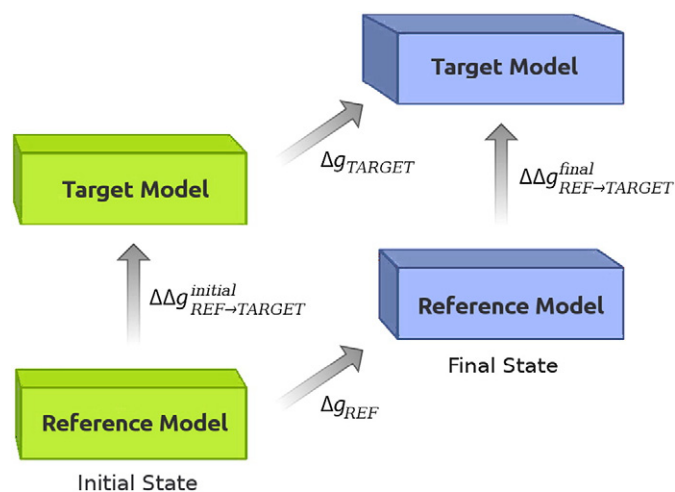 Target Model
Δg_TARGET
Target Model
ΔΔg^final_REF→TARGET
ΔΔg^initial_REF→TARGET
Reference Model
Final State
Reference Model
Δg_REF
Initial State